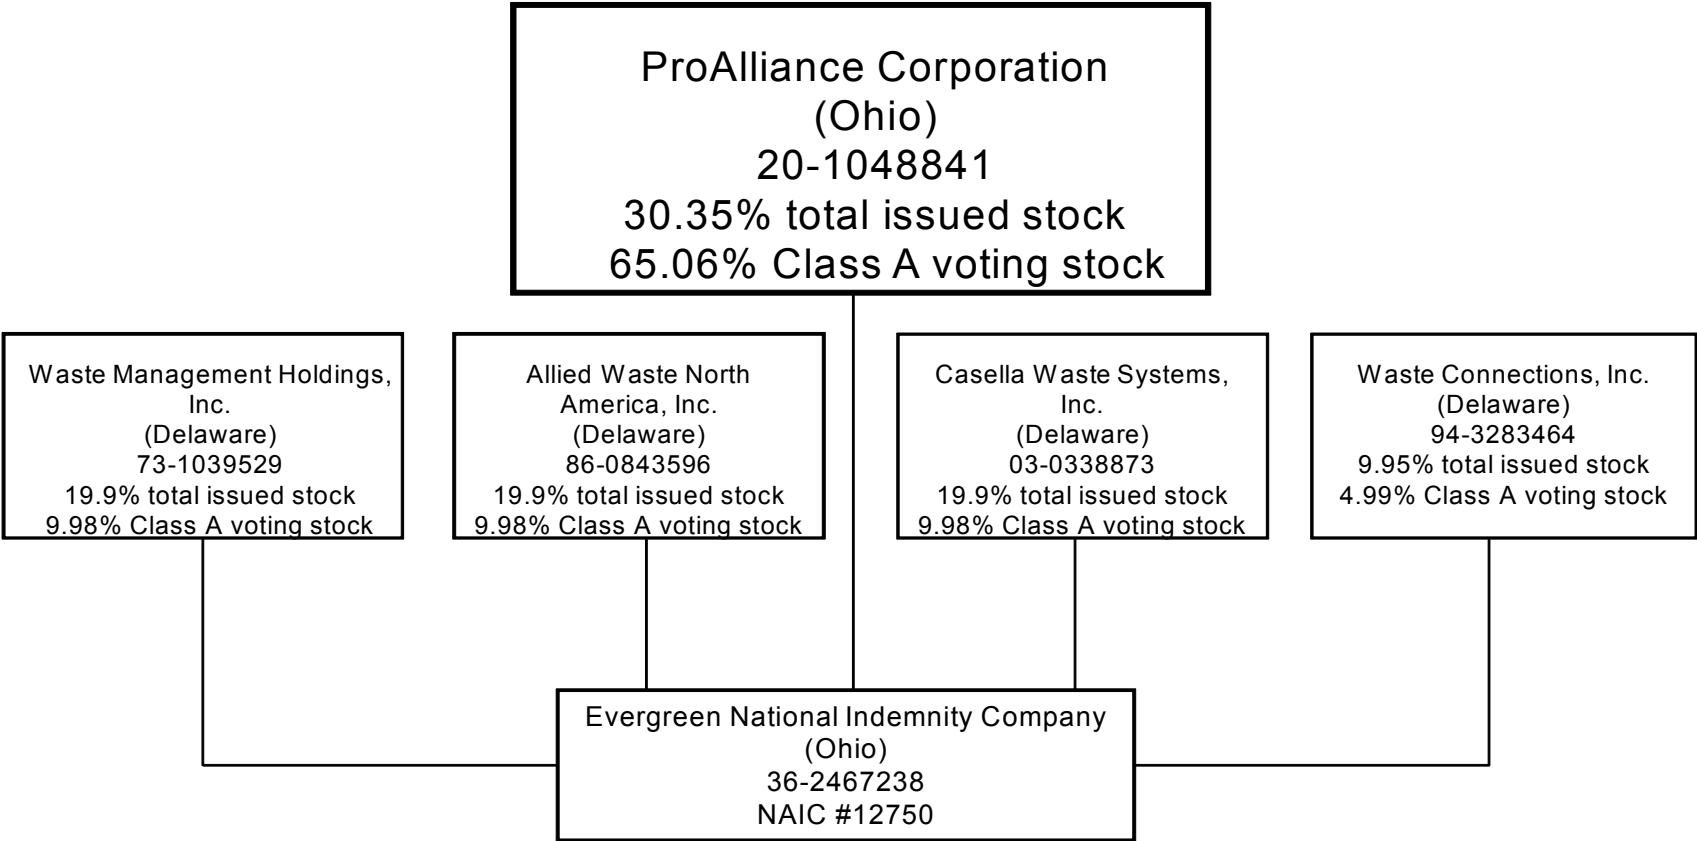 ProAlliance Corporation
(Ohio)
20-1048841
30.35% total issued stock
65.06% Class A voting stock
Waste Management Holdings,
Inc.
(Delaware)
73-1039529
19.9% total issued stock
9.98% Class A voting stock
Allied Waste North
America, Inc.
(Delaware)
86-0843596
19.9% total issued stock
9.98% Class A voting stock
Casella Waste Systems,
Inc.
(Delaware)
03-0338873
19.9% total issued stock
9.98% Class A voting stock
Waste Connections, Inc.
(Delaware)
94-3283464
9.95% total issued stock
4.99% Class A voting stock
Evergreen National Indemnity Company
(Ohio)
36-2467238
NAIC #12750